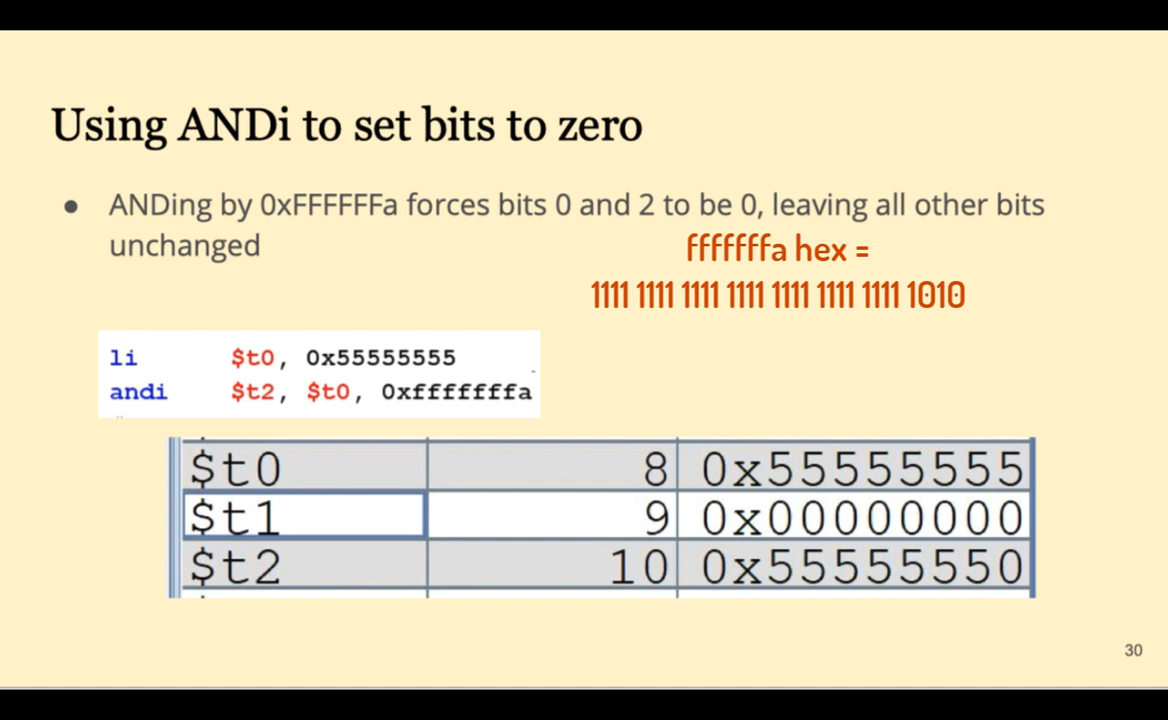 Using ANDi to set bits to zero
● ANDing by 0xFFFFFFa forces bits 0 and 2 to be 0, leaving all other bits
unchanged
fffffffa hex =
1111 1111 1111 1111 1111 1111 1111 1010
li $t0, 0x55555555
andi $t2, $t0, 0xfffffffa
$t0 8 0x55555555
$t1 9 0x00000000
$t2 10 0x55555550
30